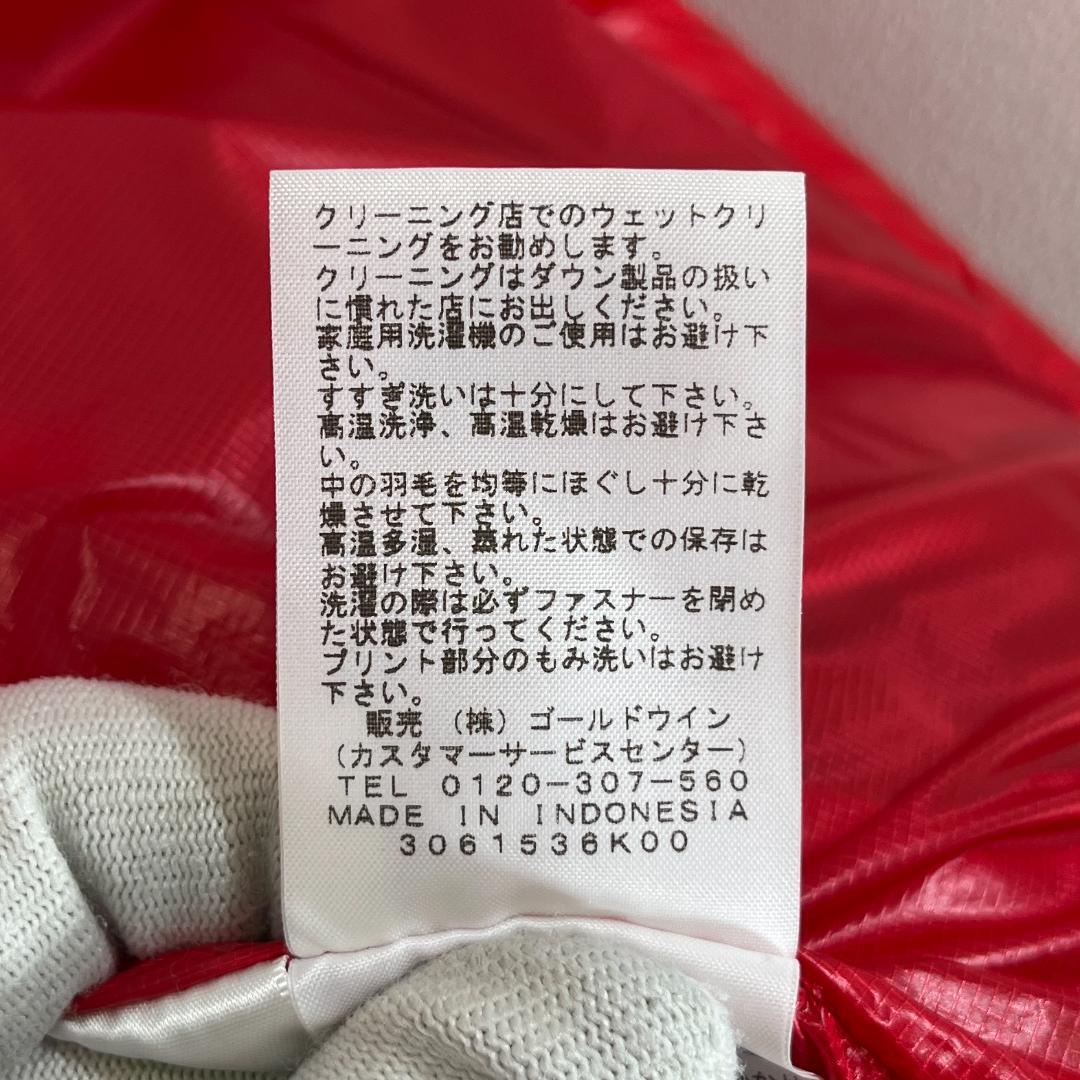 クリーニング店でのウェットクリ
ーニングをお勧めします。
クリーニングはダウン製品の扱い
に慣れた店にお出しください。
家庭用洗濯機のご使用はお避け下
さい。
すすぎ洗いは十分にして下さい。
高温洗浄、高温乾燥はお避け下さ
い。
中の羽毛を均等にほぐし十分に乾
燥させて下さい。
高温多湿、蒸れた状態での保存は
お避け下さい。
洗濯の際は必ずファスナーを閉め
た状態で行ってください。
プリント部分のもみ洗いはお避け
下さい。
販売 (株) ゴールドウイン
(カスタマーサービスセンター)
TEL 0120-307-560
MADE IN INDONESIA
3061536K00